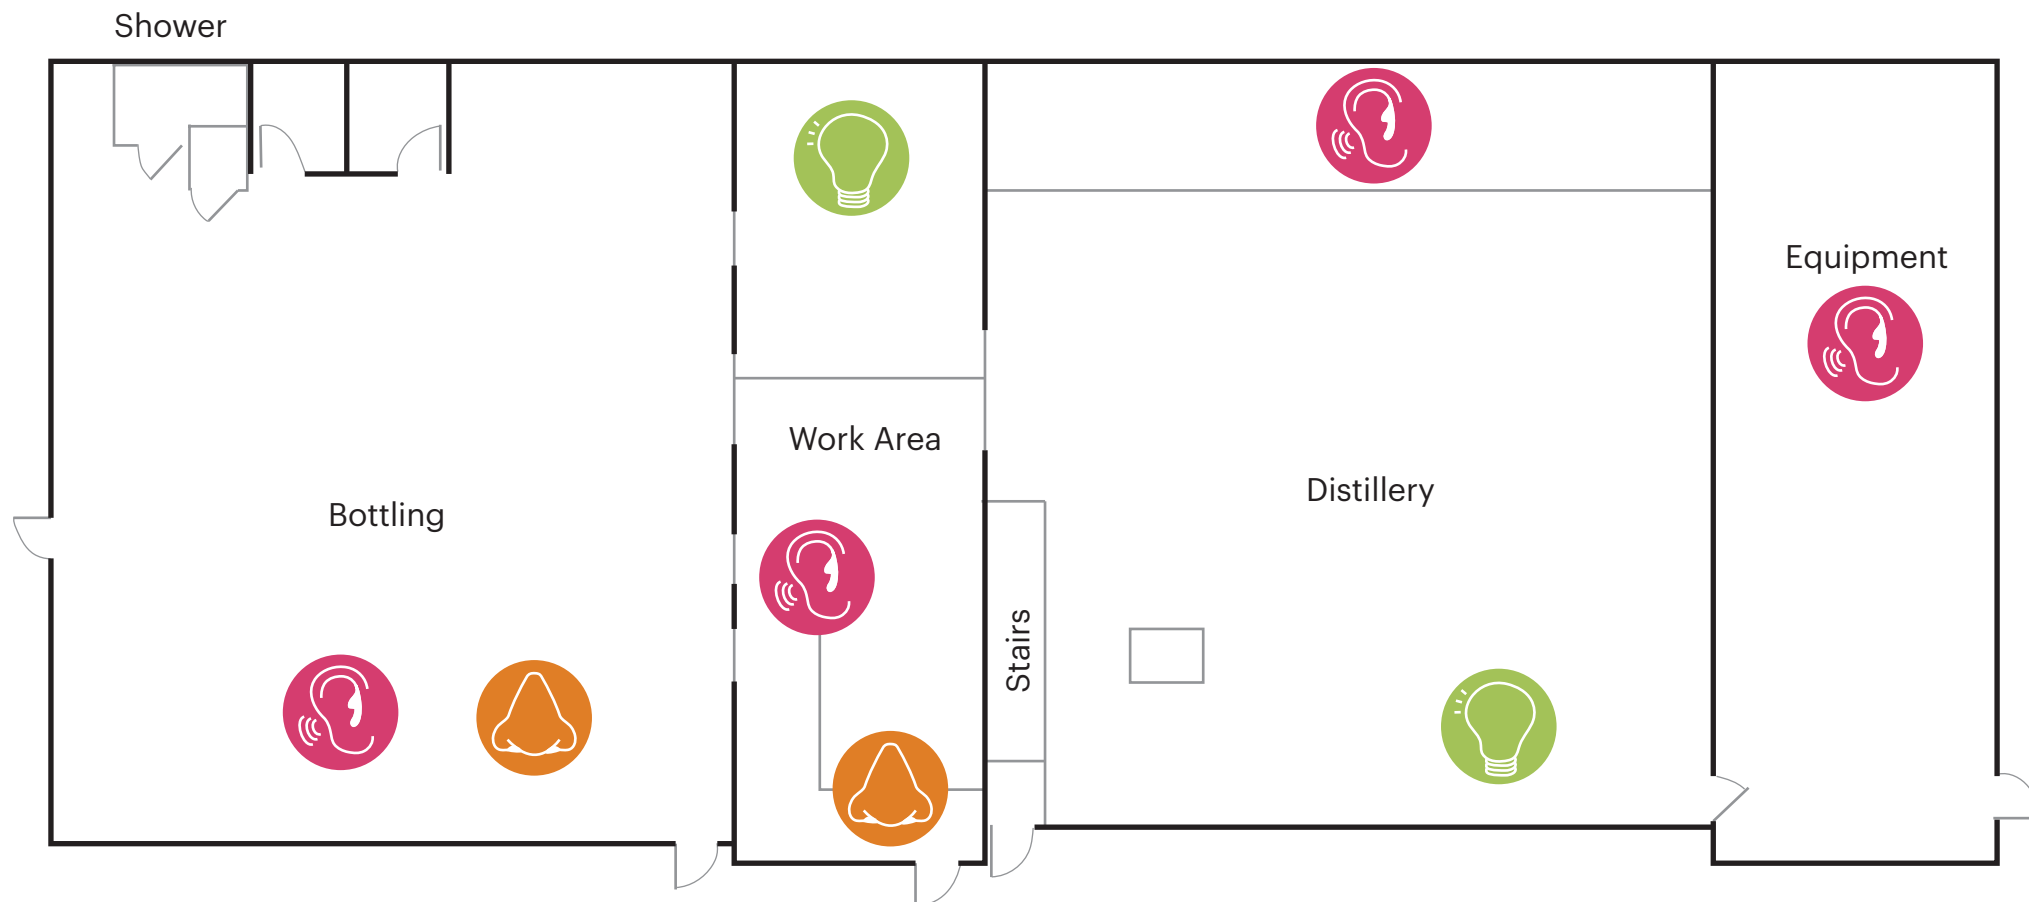 Shower
Equipment
Work Area
Distillery
Bottling
Stairs